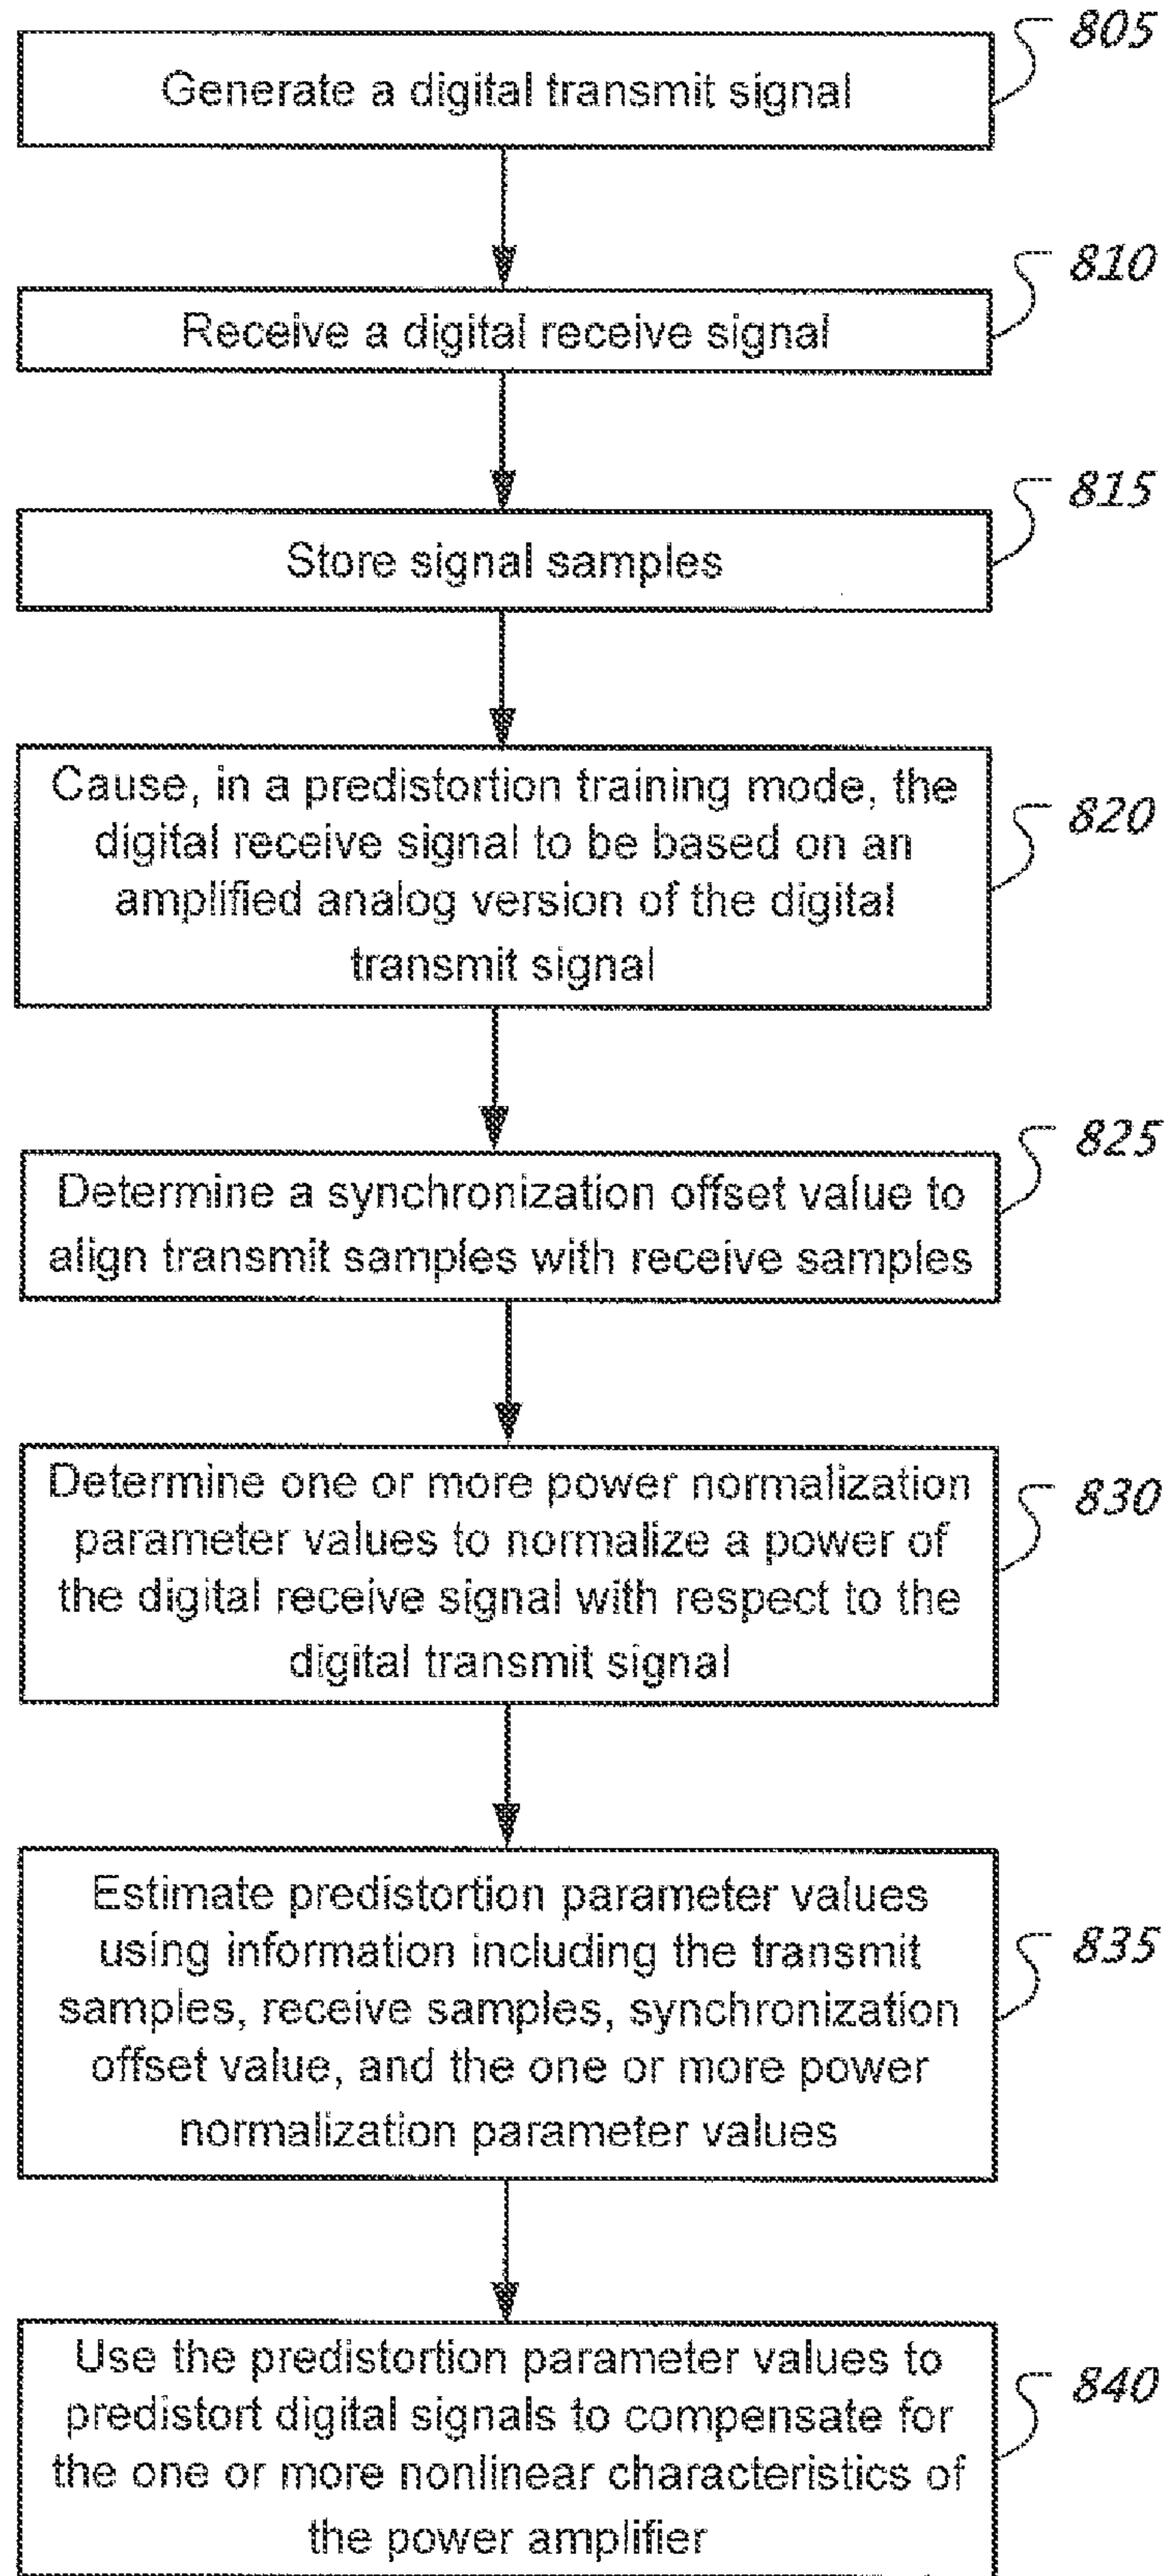 805
Generate a digital transmit signal
810
Receive a digital receive signal
815
Store signal samples
820
Cause, in a predistortion training mode, the
digital receive signal to be based on an
amplified analog version of the digital
transmit signal
825
Determine a synchronization offset value to
align transmit samples with receive samples
830
Determine one or more power normalization
parameter values to normalize a power of
the digital receive signal with respect to the
digital transmit signal
835
Estimate predistortion parameter values
using information including the transmit
samples, receive samples, synchronization
offset value, and the one or more power
normalization parameter values
840
Use the predistortion parameter values to
predistort digital signals to compensate for
the one or more nonlinear characteristics of
the power amplifier